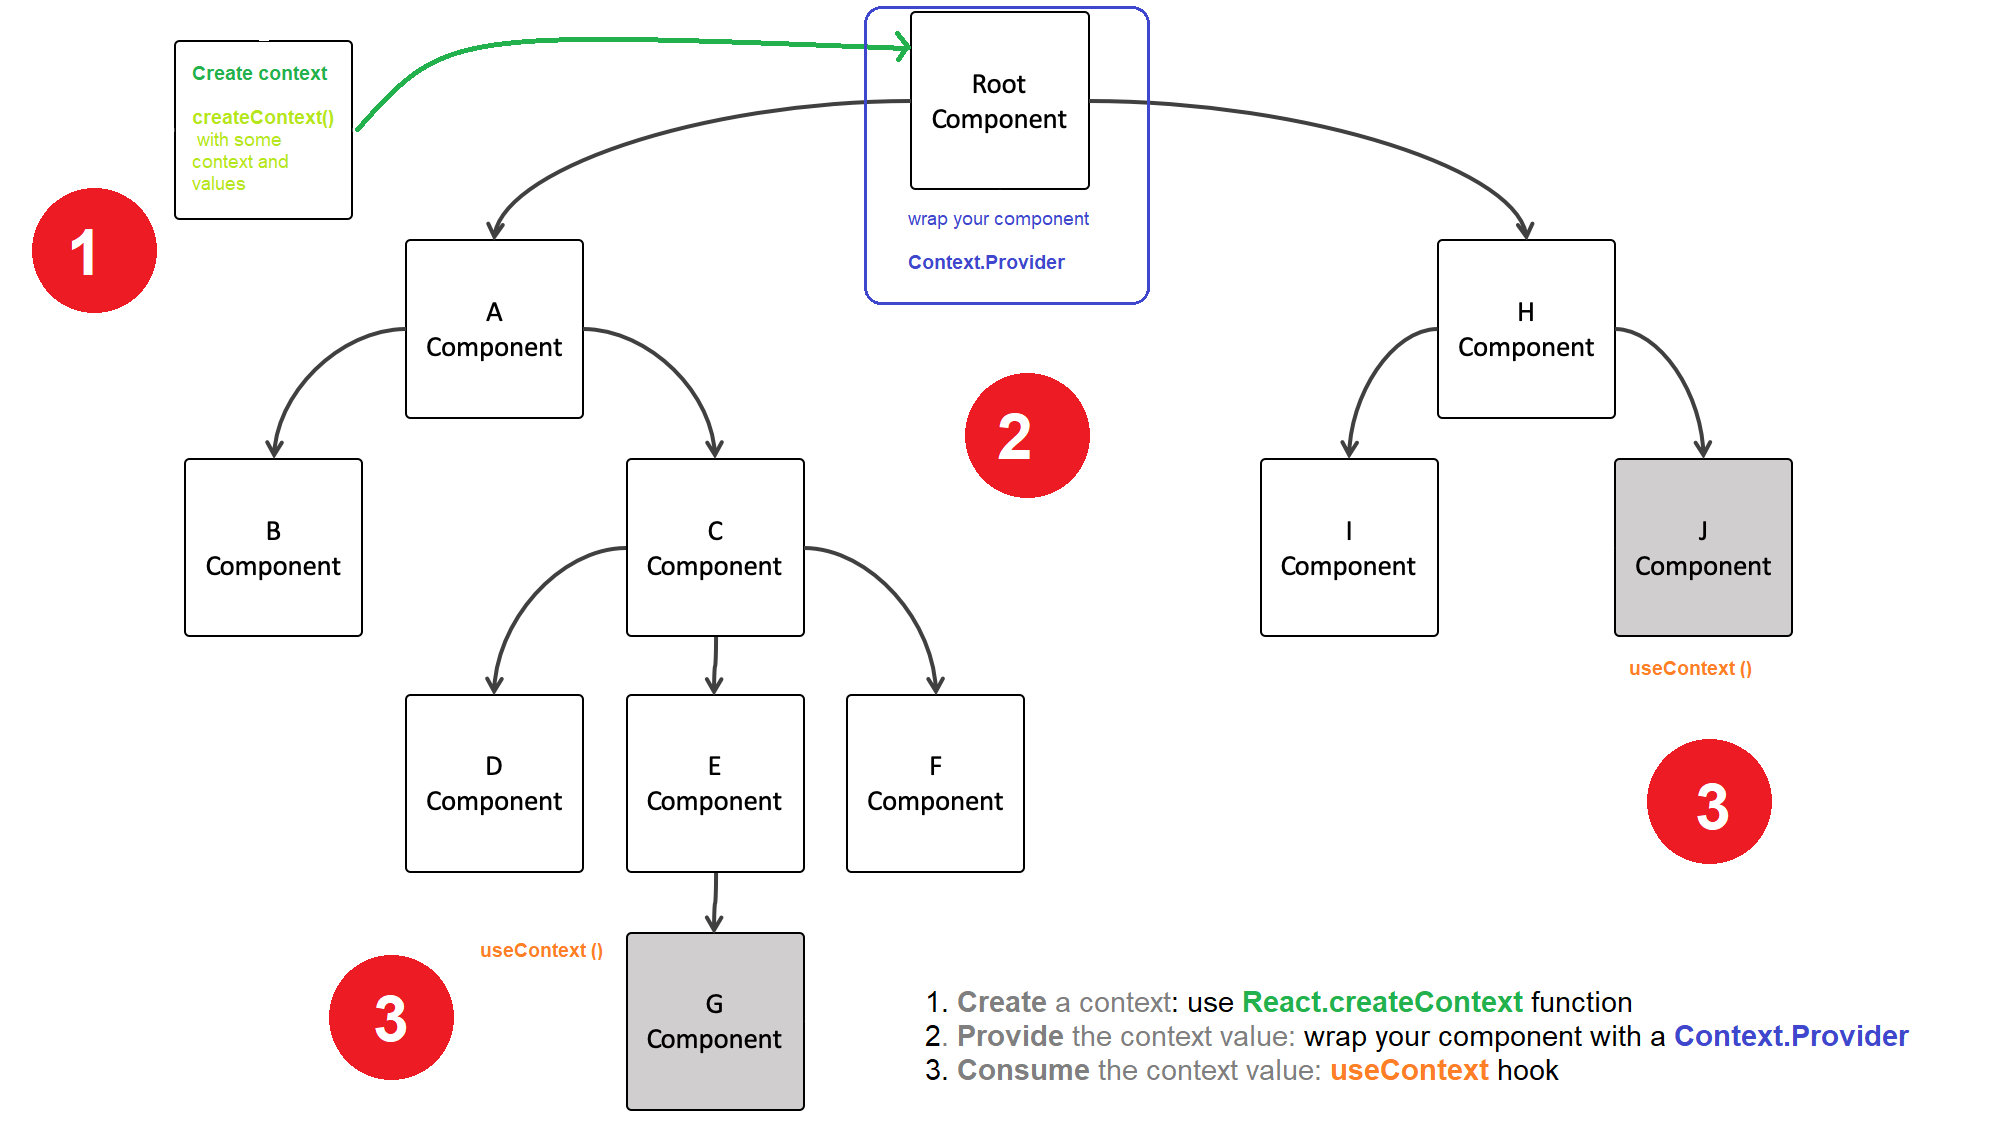 Create context
createContext()
with some
context and
values
1
Root
Component
wrap your component
Context.Provider
A
Component
H
Component
2
B
Component
C
Component
I
Component
J
Component
useContext ()
D
Component
E
Component
F
Component
3
useContext ()
3
G
Component
1. Create a context: use React.createContext function
2. Provide the context value: wrap your component with a Context.Provider
3. Consume the context value: useContext hook